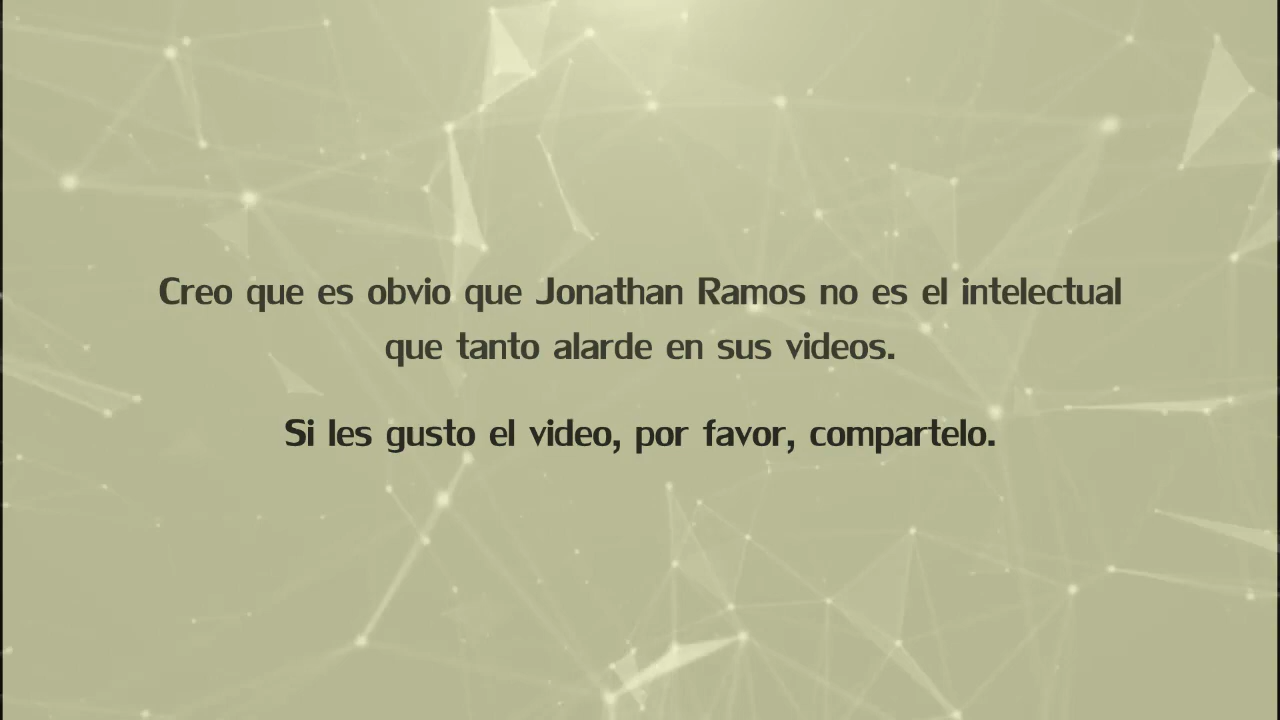 Creo que es obvio que Jonathan Ramos no es el intelectual
que tanto alarde en sus videos.
Si les gusto el video, por favor, compartelo.